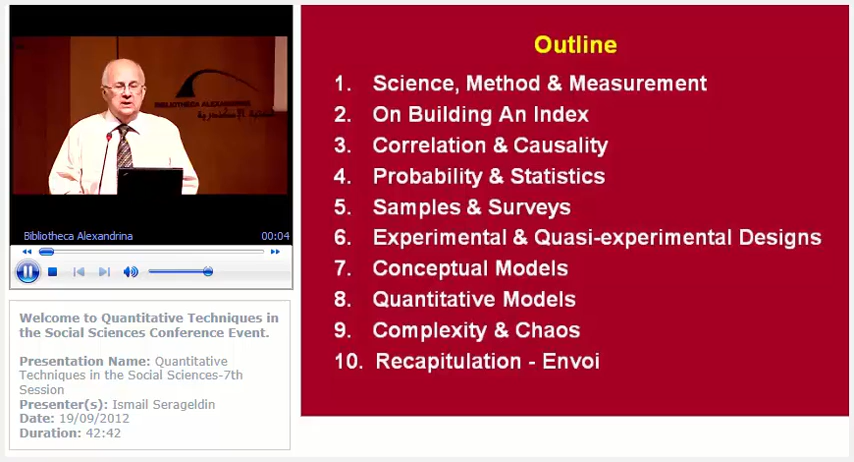 BIBLIOTHECA ALEXANDRINA
مكتبة الإسكندرية
Bibliotheca Alexandrina 00:04
Welcome to Quantitative Techniques in
the Social Sciences Conference Event.
Presentation Name: Quantitative
Techniques in the Social Sciences-7th
Session
Presenter(s): Ismail Serageldin
Date: 19/09/2012
Duration: 42:42
Outline
1. Science, Method & Measurement
2. On Building An Index
3. Correlation & Causality
4. Probability & Statistics
5. Samples & Surveys
6. Experimental & Quasi-experimental Designs
7. Conceptual Models
8. Quantitative Models
9. Complexity & Chaos
10. Recapitulation - Envoi